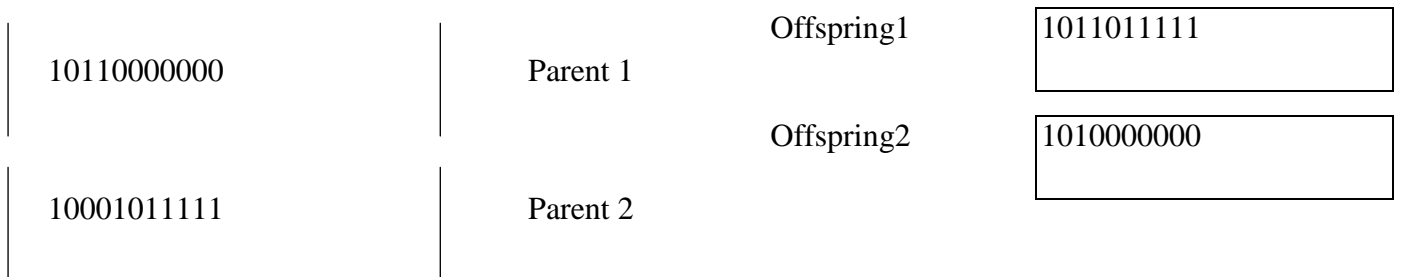 Offspring1 1011011111
10110000000 Parent 1
Offspring2 1010000000
10001011111 Parent 2